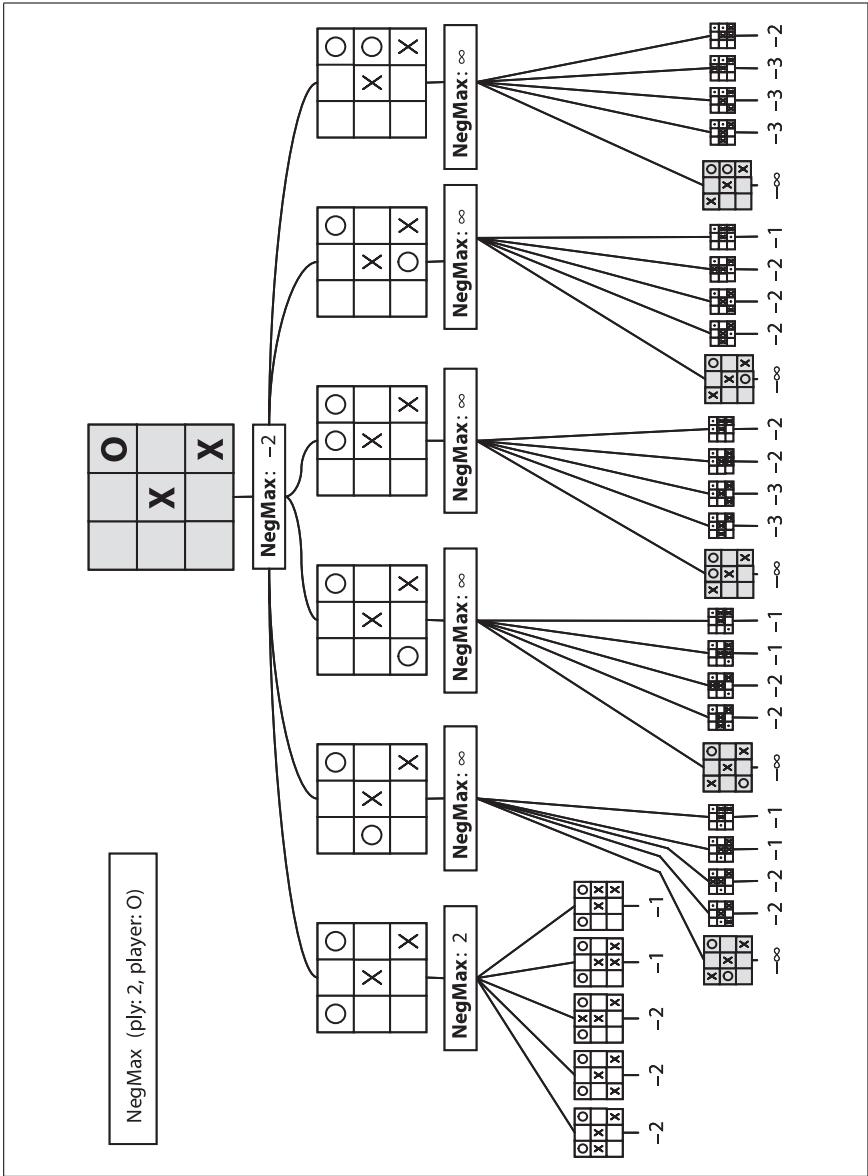 NegMax (ply: 2, player: O)
O
X
X
NegMax: −2
O O O O O O O O
X O X X X X X O
X X O X X O X X
NegMax: 2 NegMax: ∞ NegMax: ∞ NegMax: ∞ NegMax: ∞ NegMax: ∞
O O O O O X O O O O O
X X X X X X X
X X X X X X X
−2 −2 −2 −1 −1
X O X O X O O X O X O
O X X X X X O
X O X X O X X
−∞ −2 −2 −1 −1 −∞ −2 −2 −1 −1 −∞ −3 −3 −2 −2 −∞ −2 −2 −2 −1 −∞ −3 −3 −3 −2